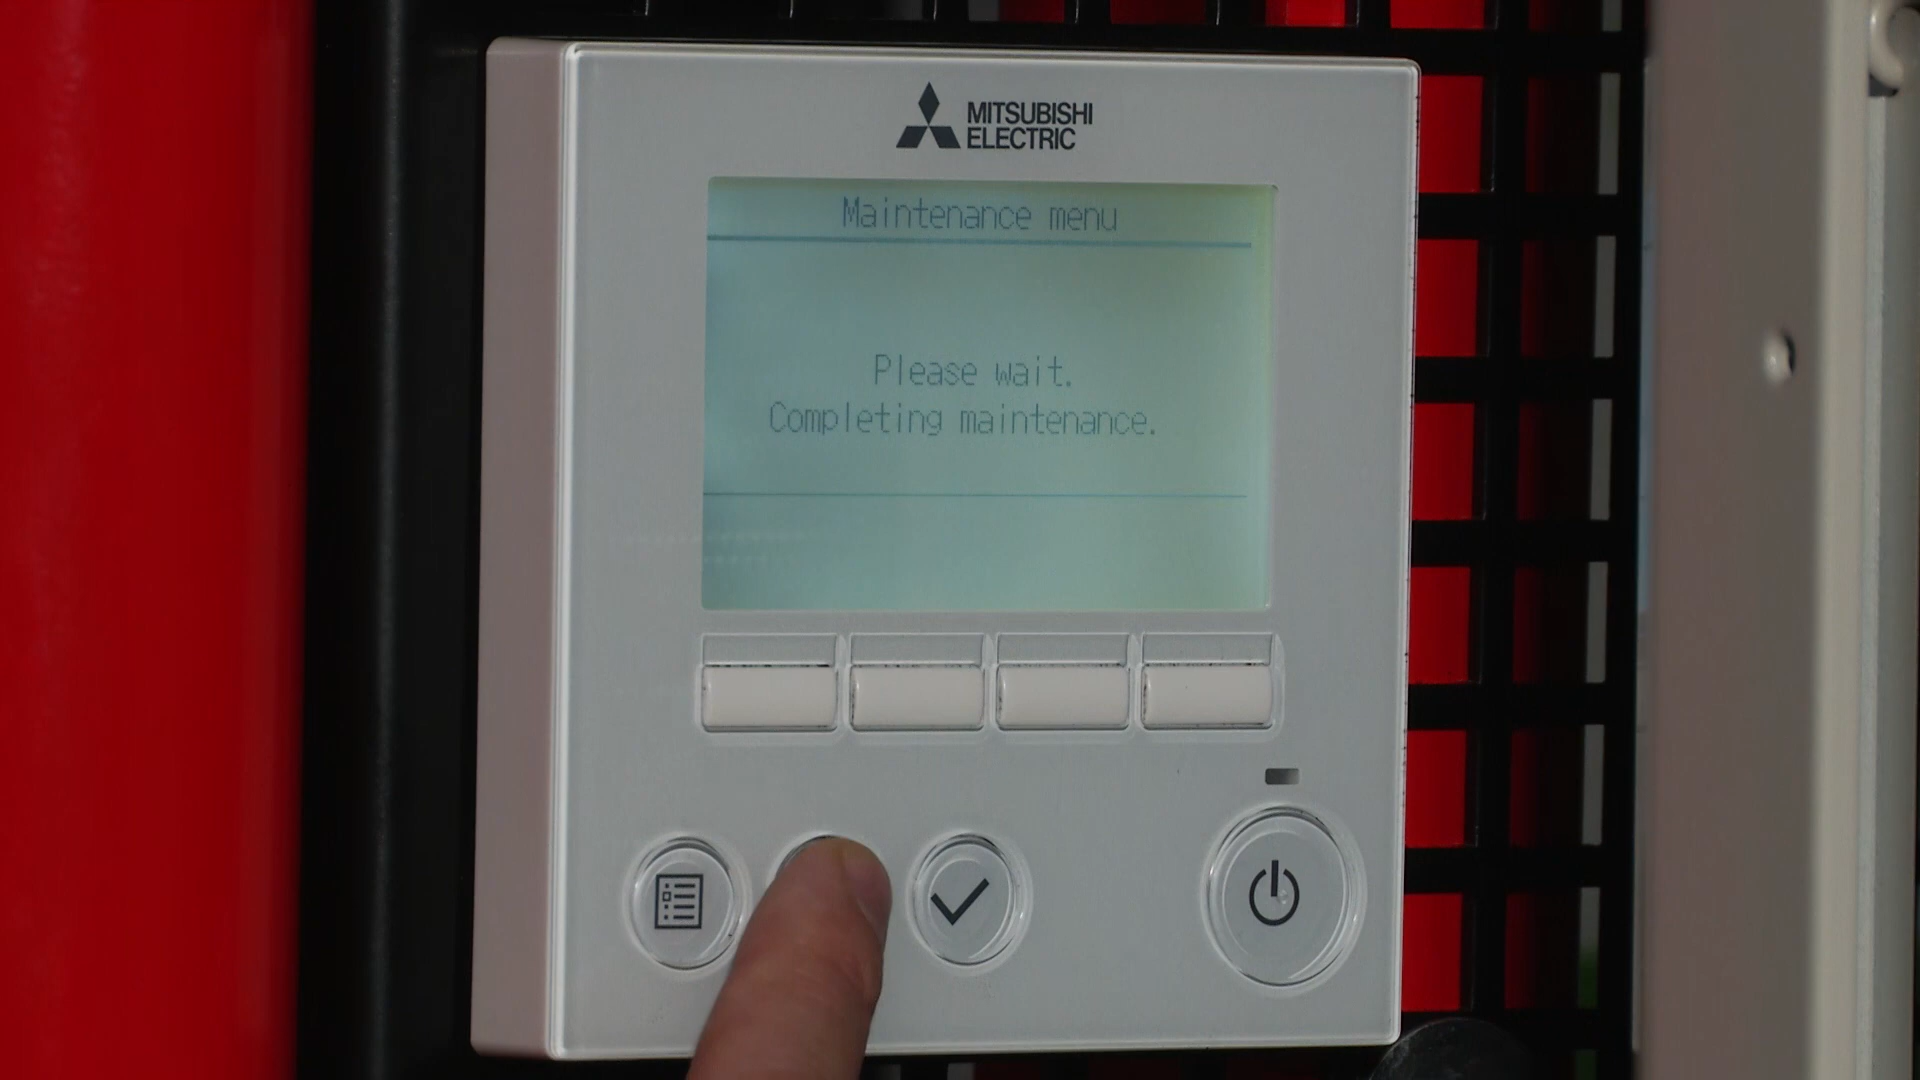 MITSUBISHI
ELECTRIC
Maintenance menu
Please wait.
Completing maintenance.